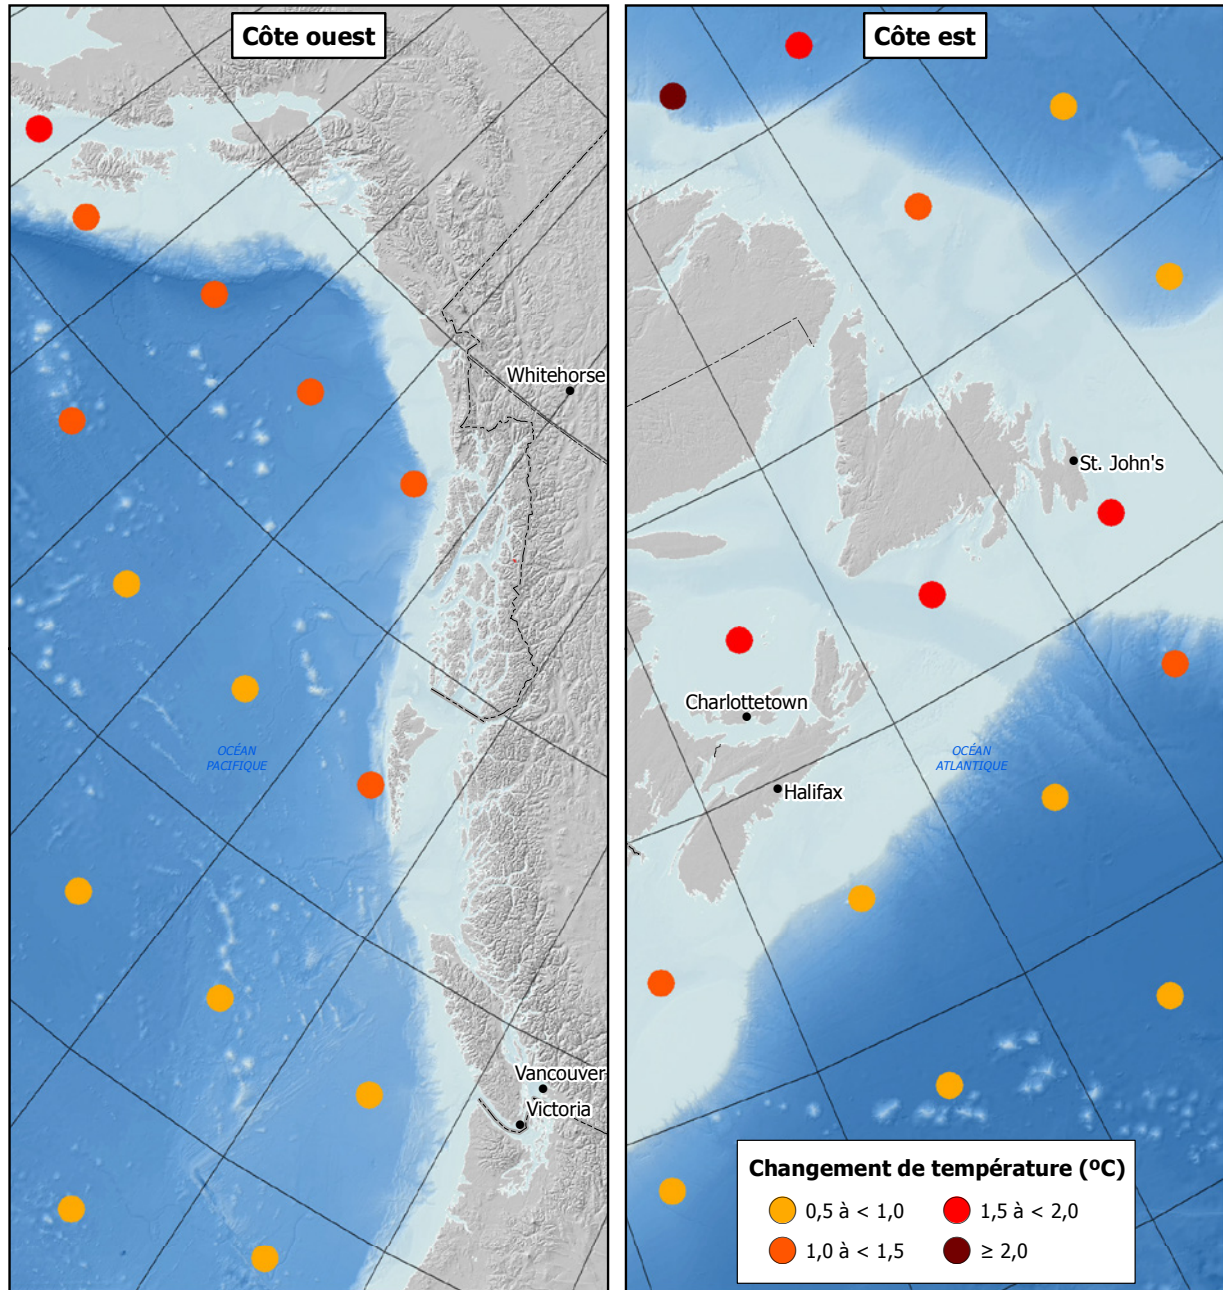 Côte ouest
Whitehorse
OCÉAN
PACIFIQUE
Vancouver
Victoria
Côte est
St. John's
Charlottetown
OCÉAN
ATLANTIQUE
Halifax
Changement de température (ºC)
0,5 à < 1,0
1,5 à < 2,0
1,0 à < 1,5
≥ 2,0